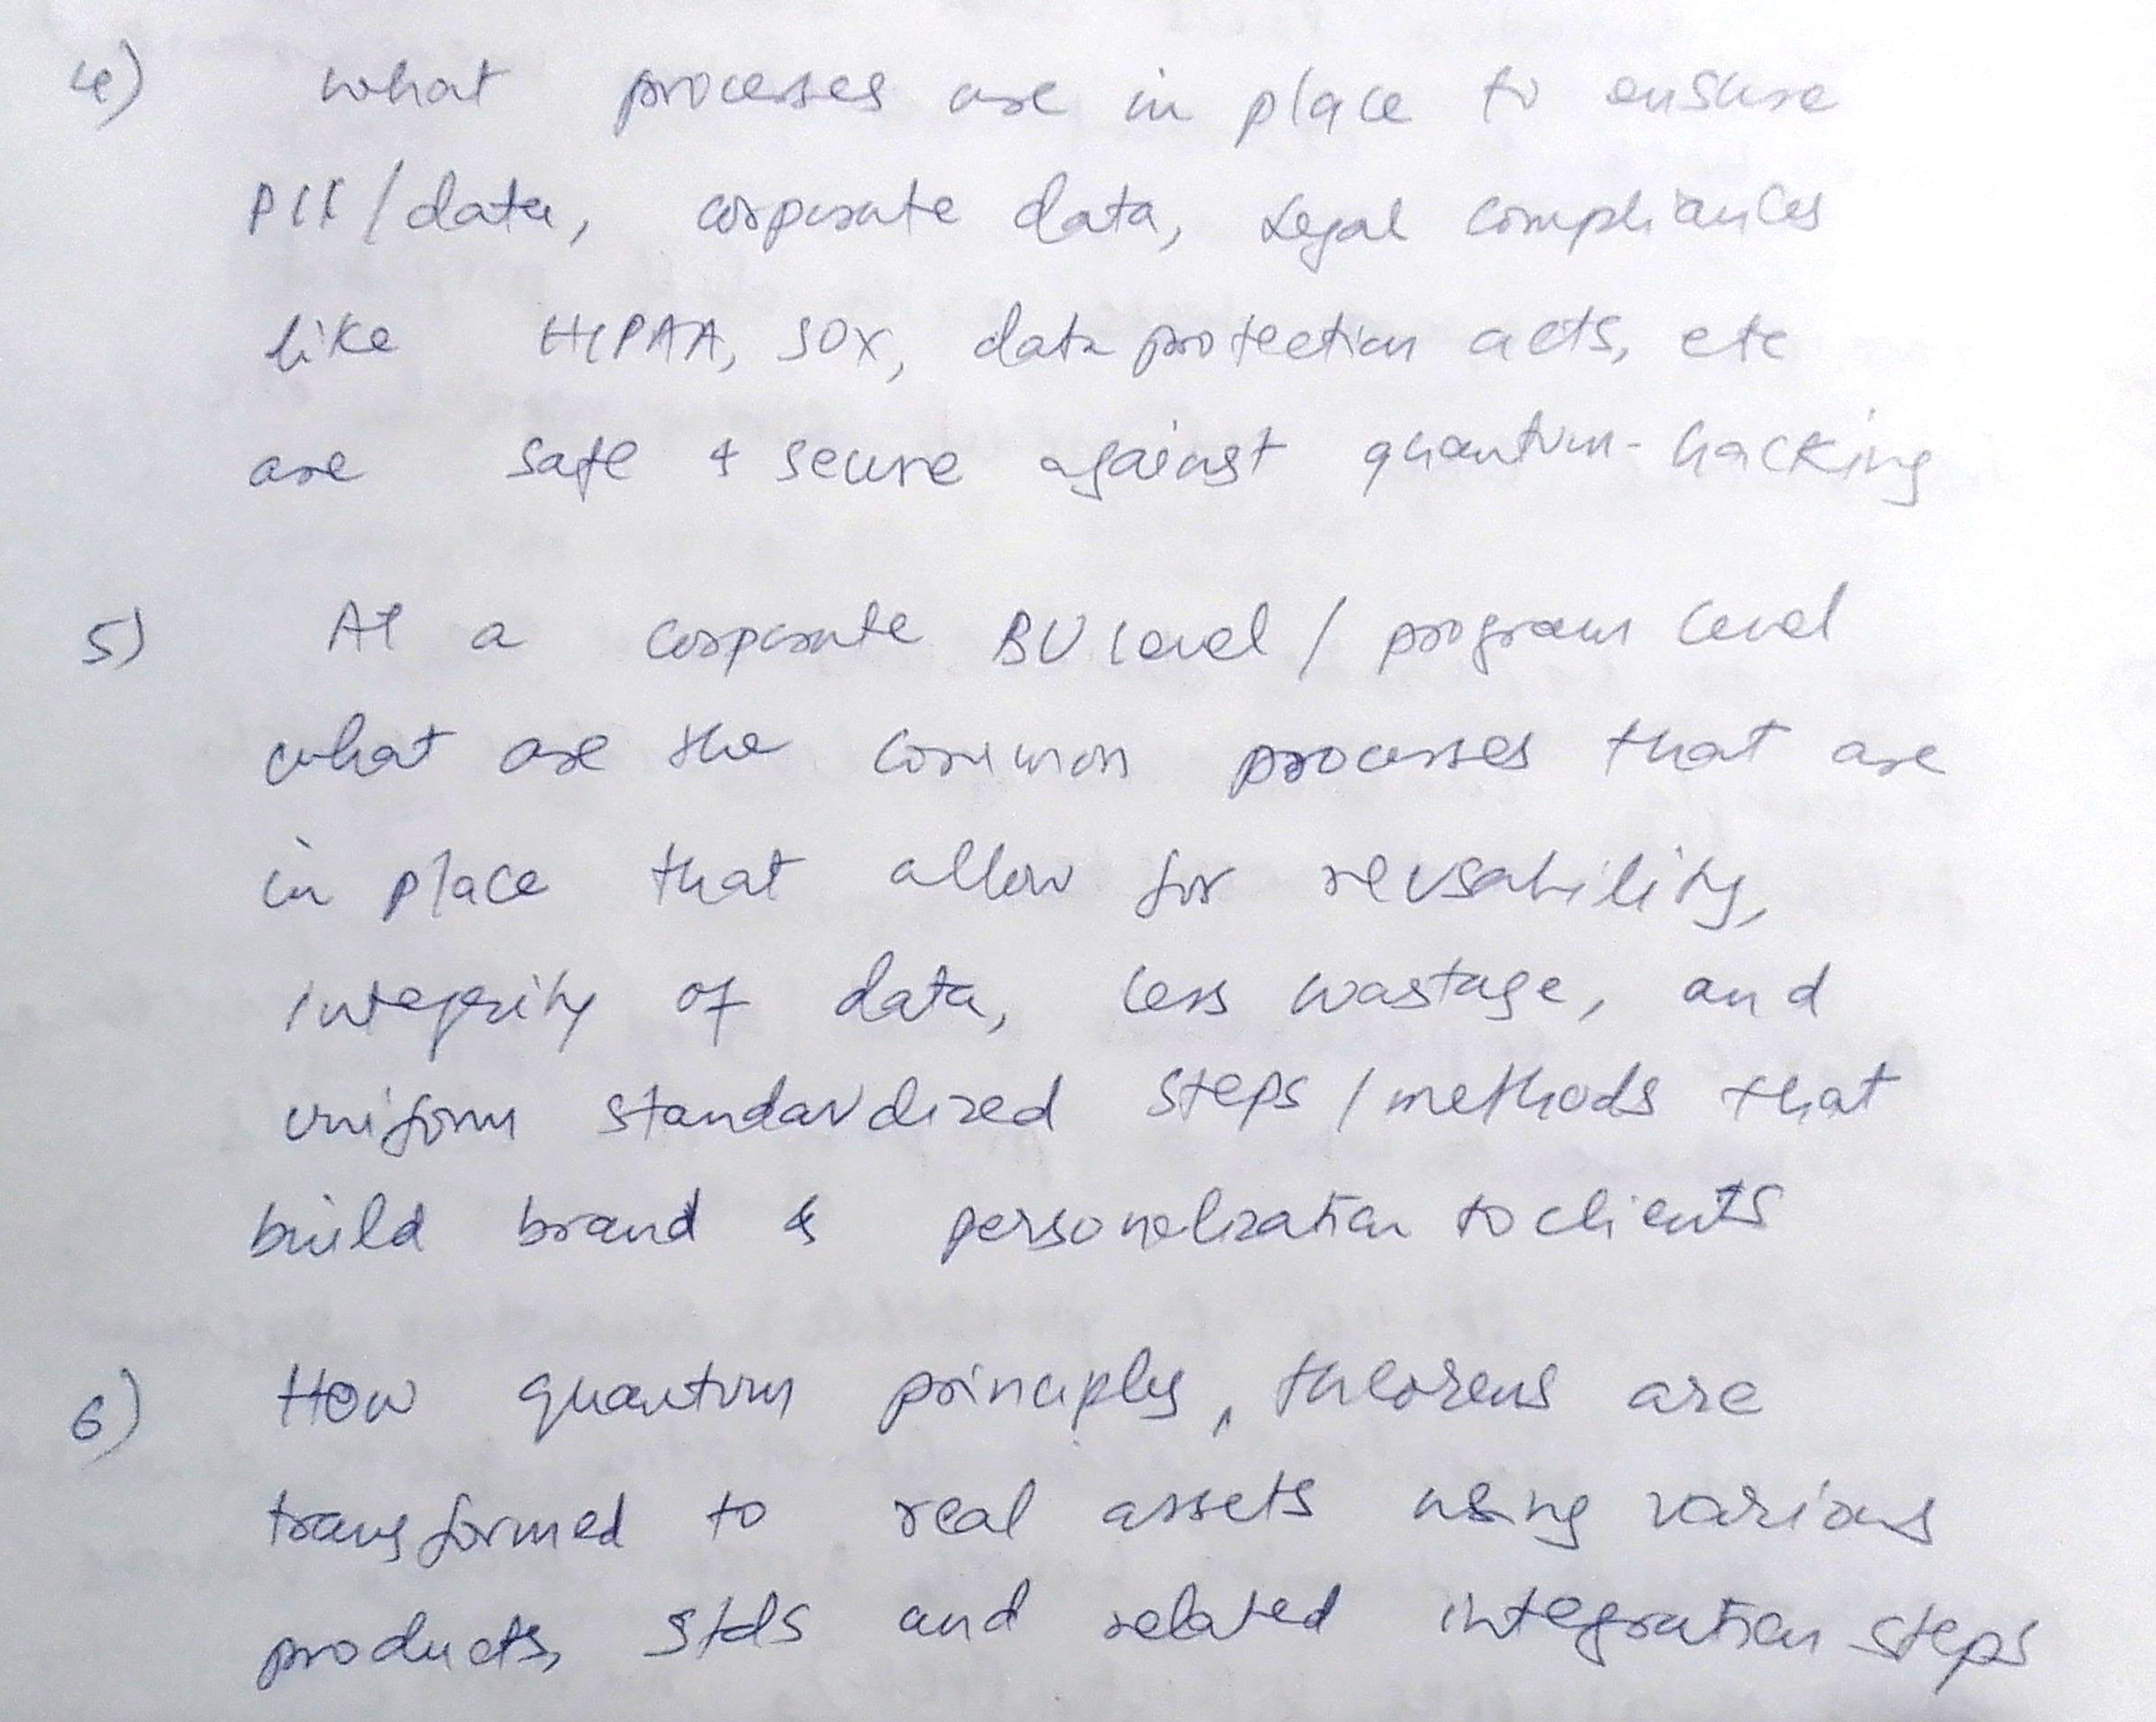 4) What processes are in place to ensure
PII/data, corporate data, Legal compliances
like HIPAA, SOX, data protection acts, etc
are safe & secure against quantum-hacking
5) At a corporate BU level / program level
what are the common processes that are
in place that allow for reusability,
integrity of data, less wastage, and
uniform standardized steps / methods that
build brand & personalization to clients
6) How quantum principles, theorems are
transformed to real assets using various
products, stds and related integration steps